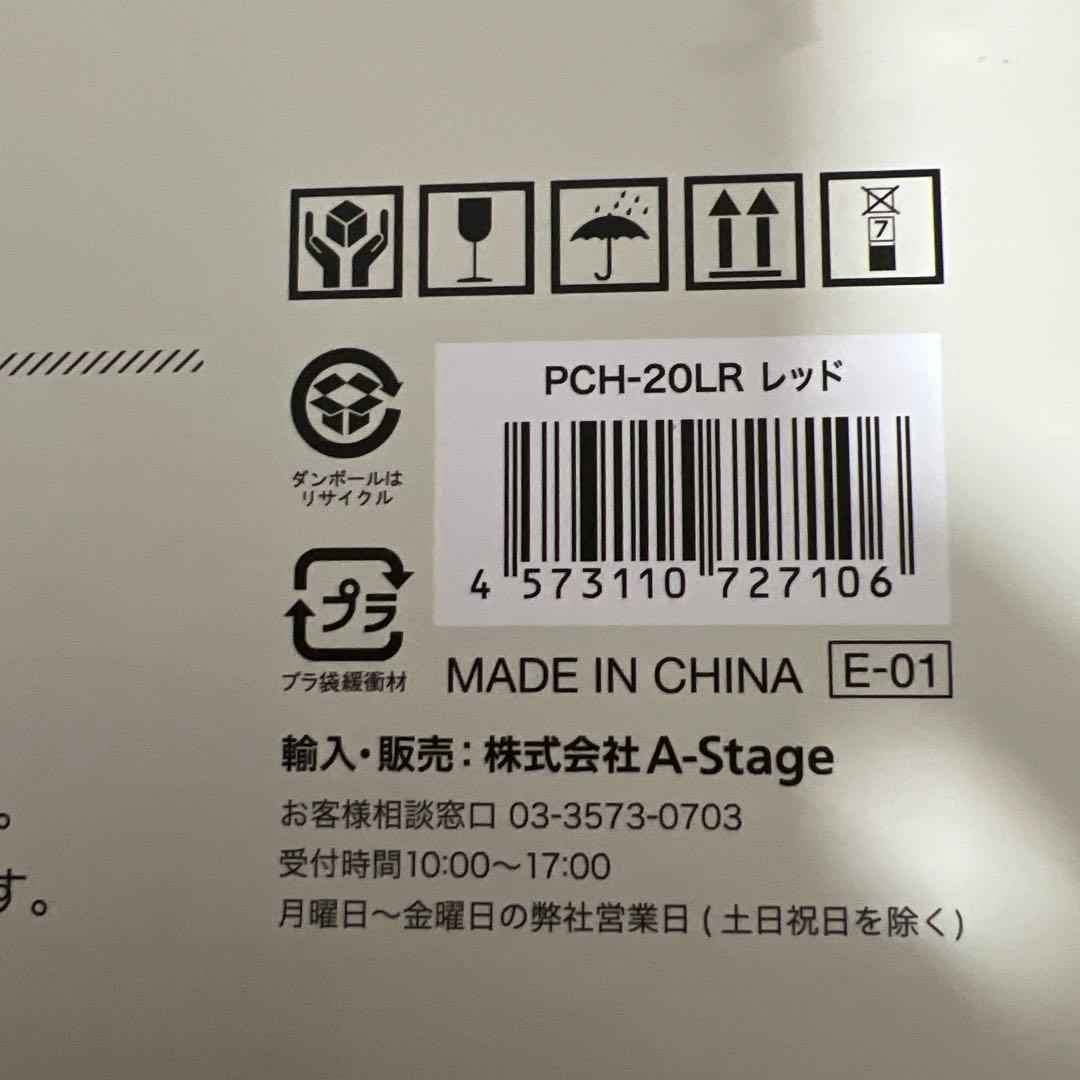 7
PCH-20LR レッド
ダンボールは
リサイクル
4 573110 727106
プラ
プラ袋緩衝材
MADE IN CHINA E-01
輸入・販売：株式会社A-Stage
お客様相談窓口 03-3573-0703
。
受付時間10:00〜17:00
す。
月曜日〜金曜日の弊社営業日(土日祝日を除く)